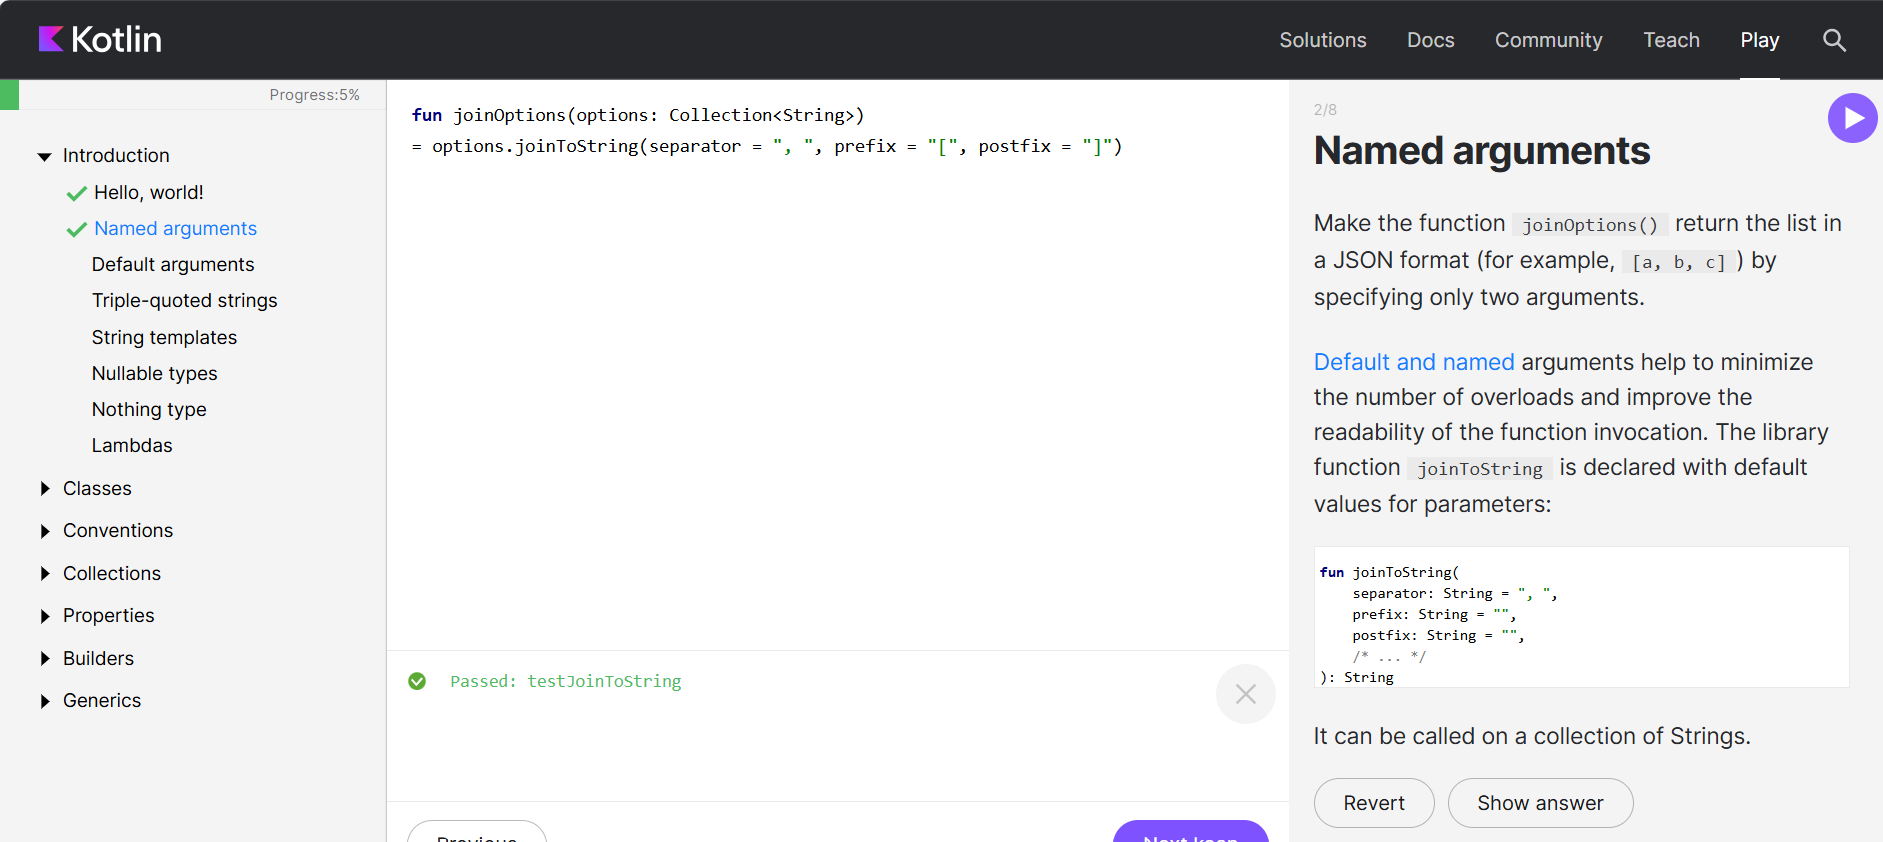 Kotlin
Solutions Docs Community Teach Play
Progress:5%
Introduction
Hello, world!
Named arguments
Default arguments
Triple-quoted strings
String templates
Nullable types
Nothing type
Lambdas
Classes
Conventions
Collections
Properties
Builders
Generics
fun joinOptions(options: Collection<String>)
= options.joinToString(separator = ", ", prefix = "[", postfix = "]")
Passed: testJoinToString
Previous
Next koan
2/8
Named arguments
Make the function joinOptions() return the list in
a JSON format (for example, [a, b, c] ) by
specifying only two arguments.
Default and named arguments help to minimize
the number of overloads and improve the
readability of the function invocation. The library
function joinToString is declared with default
values for parameters:
fun joinToString(
    separator: String = ", ",
    prefix: String = "",
    postfix: String = "",
    /* ... */
): String
It can be called on a collection of Strings.
Revert Show answer